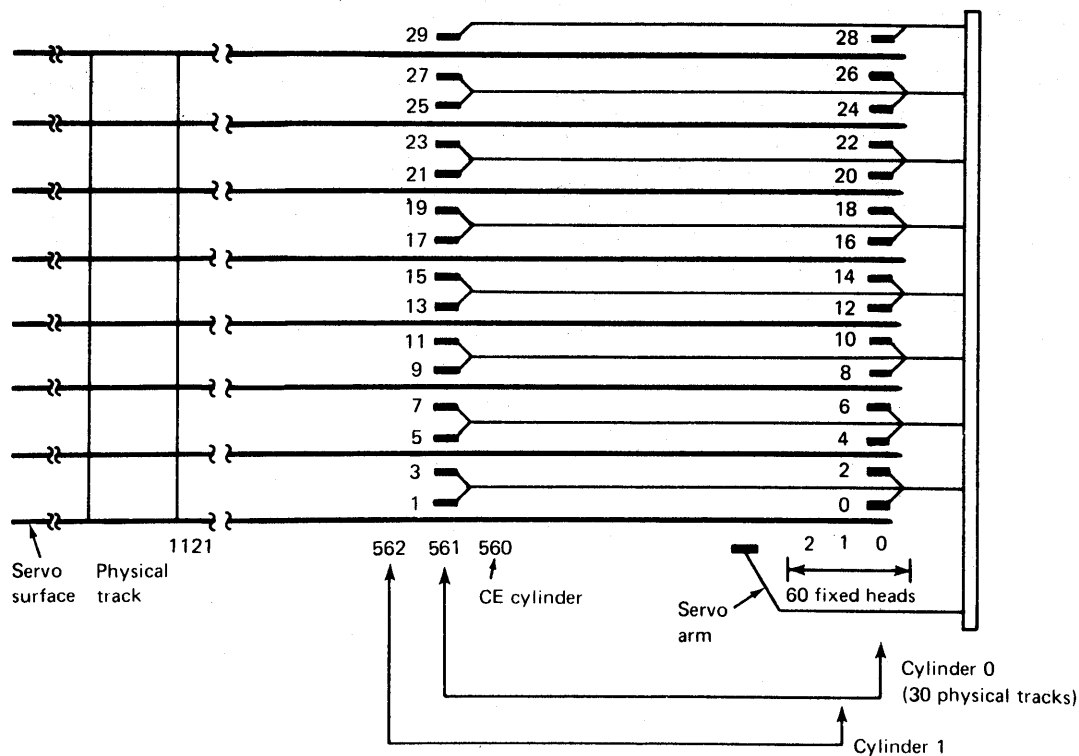 29
28
27
26
25
24
23
22
21
20
19
18
17
16
15
14
13
12
11
10
9
8
7
6
5
4
3
2
1
0
1121
562 561 560
2 1 0
Servo
surface
Physical
track
CE cylinder
60 fixed heads
Servo
arm
Cylinder 0
(30 physical tracks)
Cylinder 1